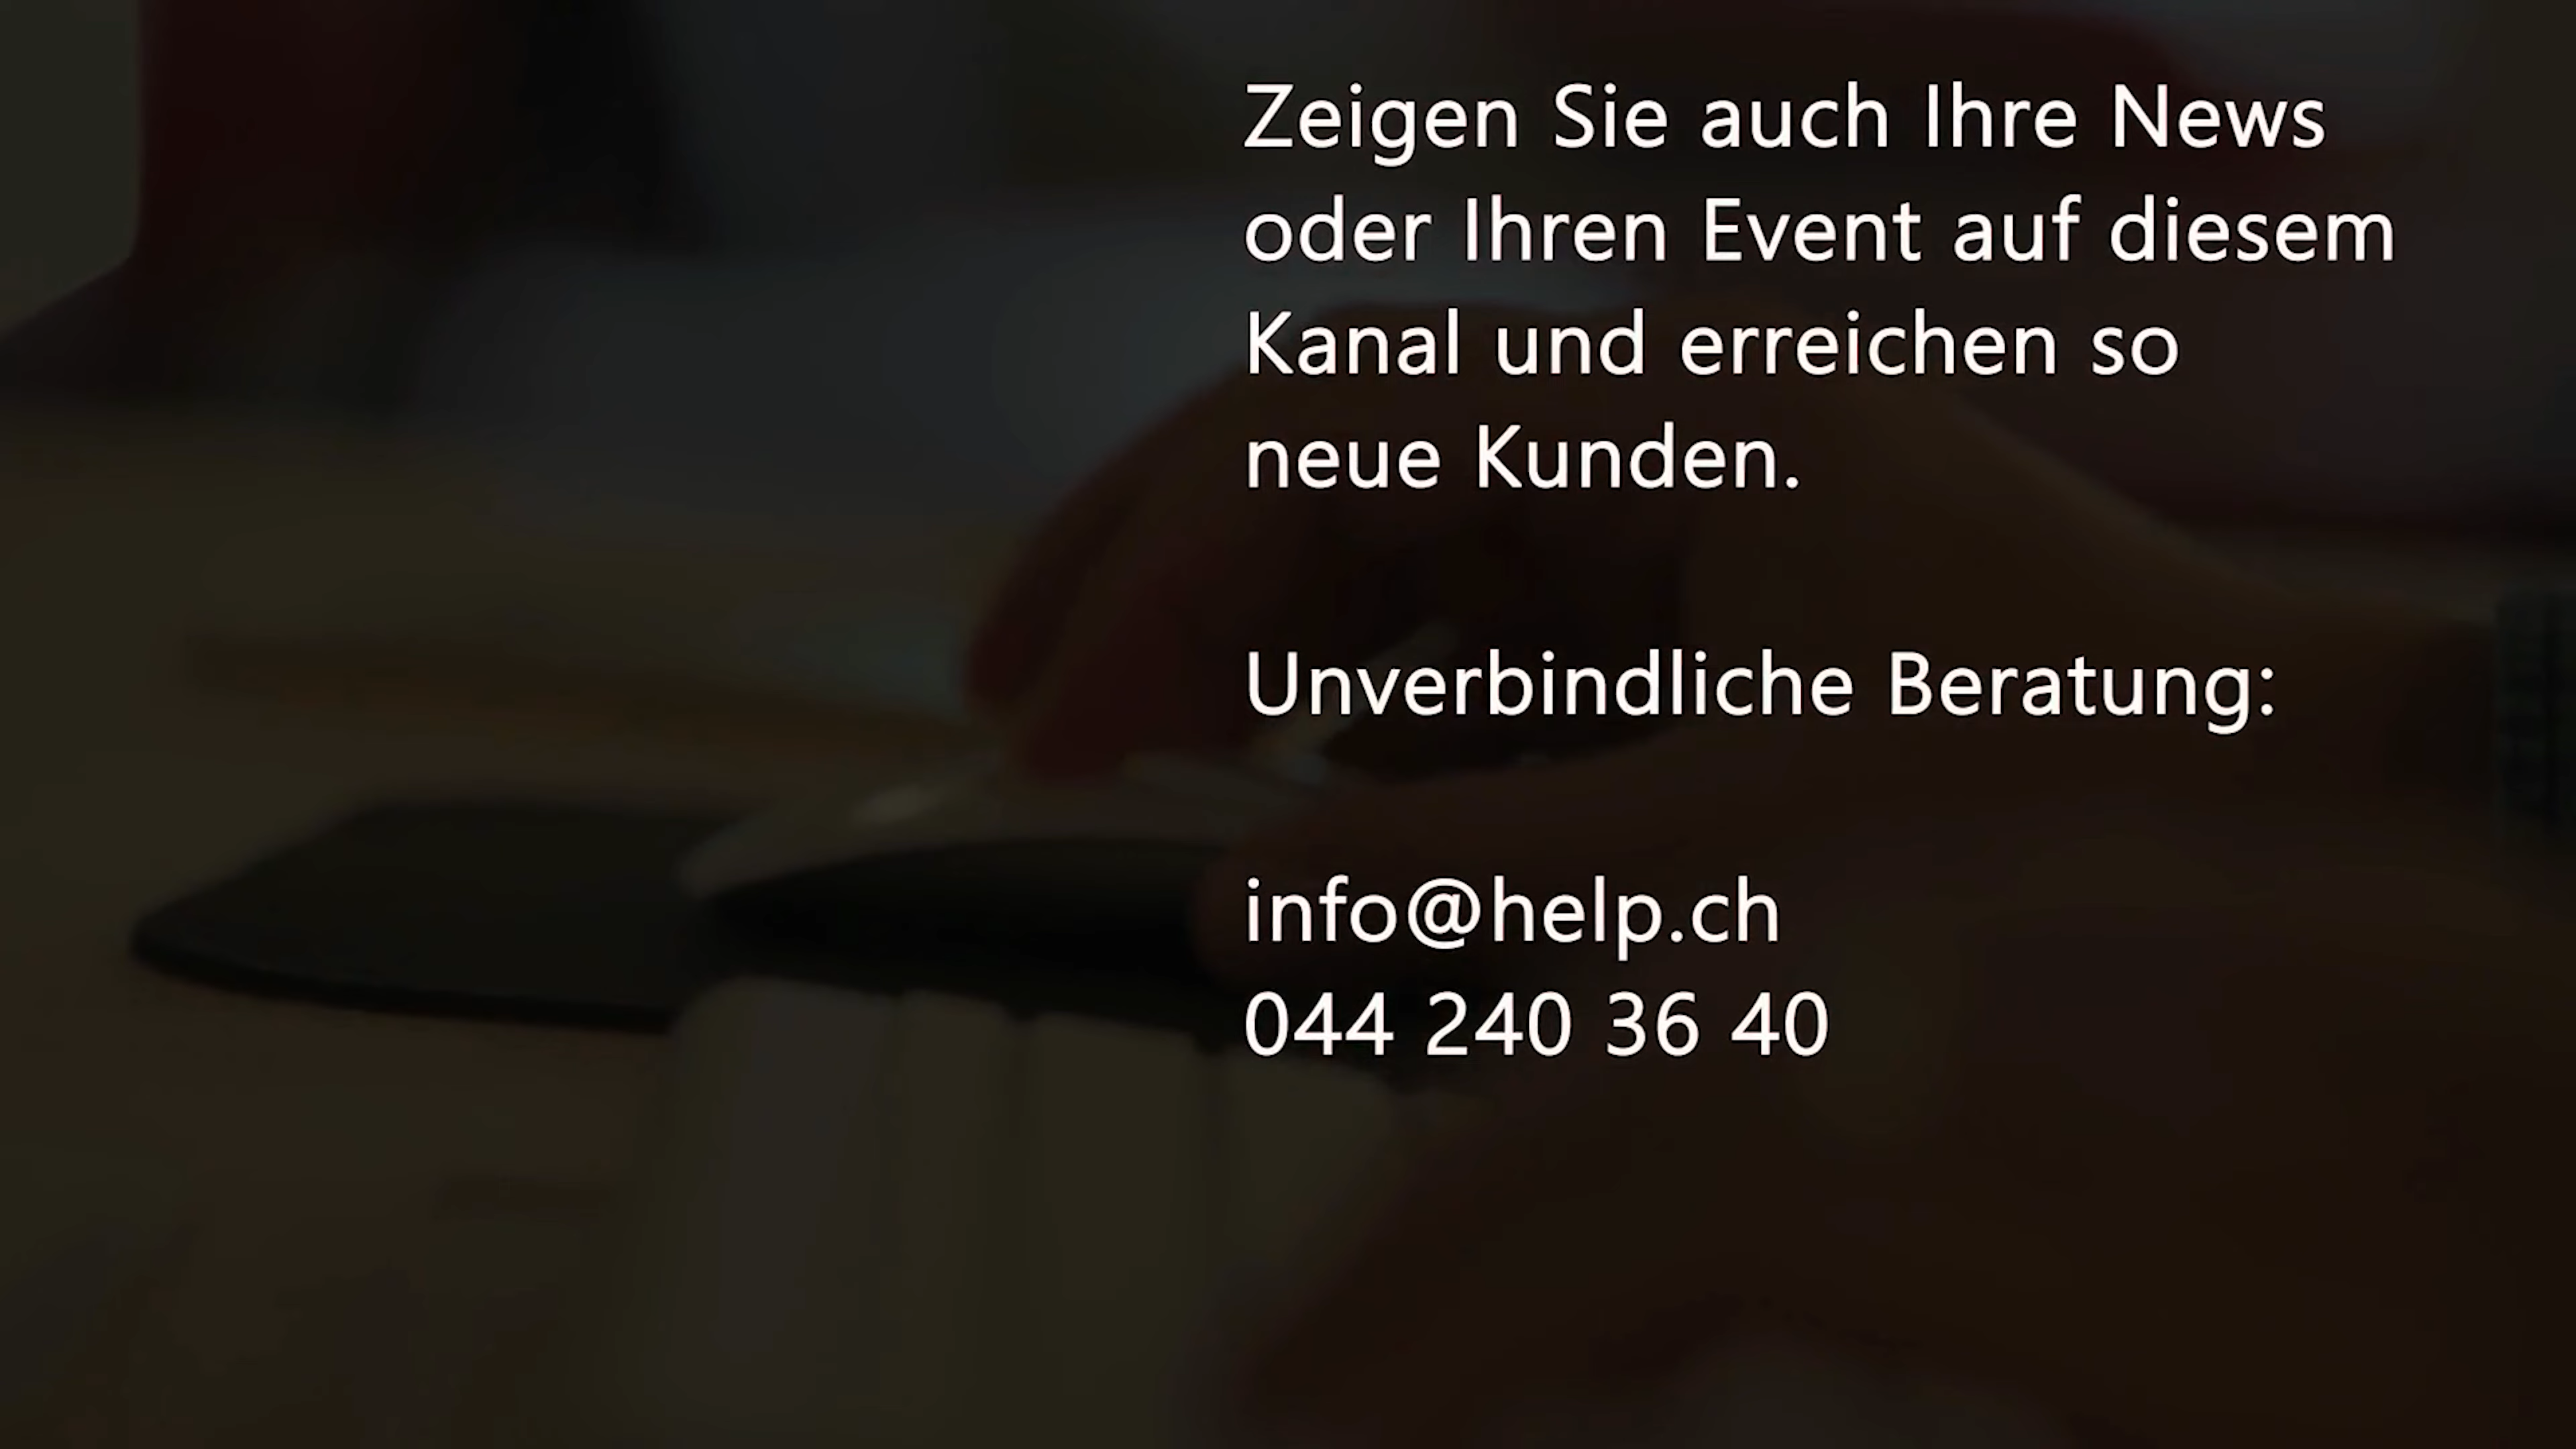 Zeigen Sie auch Ihre News
oder Ihren Event auf diesem
Kanal und erreichen so
neue Kunden.
Unverbindliche Beratung:
info@help.ch
044 240 36 40